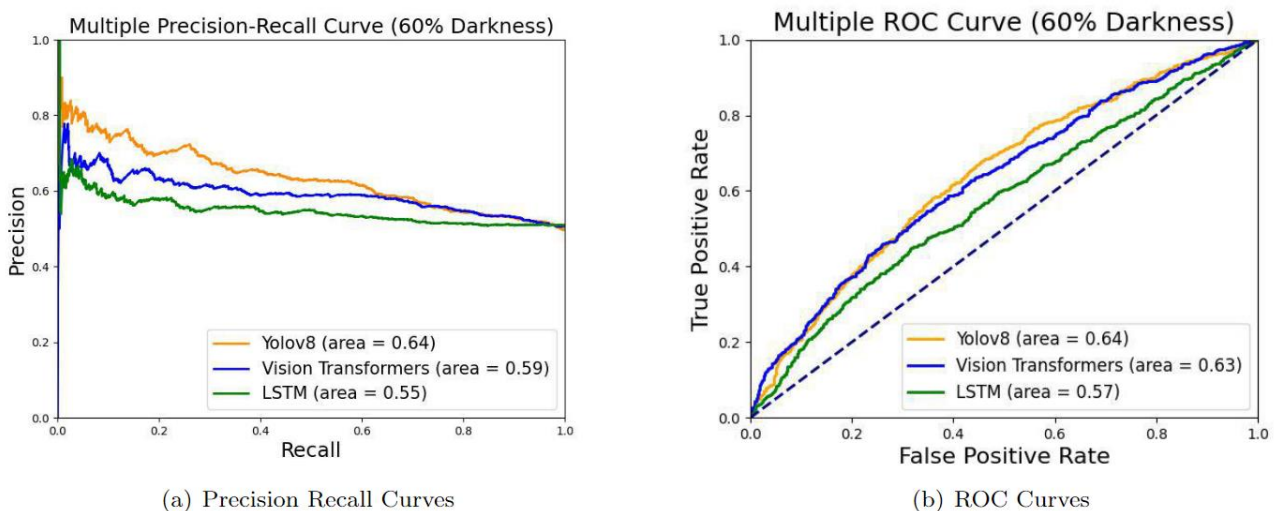 Multiple Precision-Recall Curve (60% Darkness)
1.0
0.8
0.6
0.4
0.2
0.0
Precision
0.0 0.2 0.4 0.6 0.8 1.0
Recall
Yolov8 (area = 0.64)
Vision Transformers (area = 0.59)
LSTM (area = 0.55)
(a) Precision Recall Curves
Multiple ROC Curve (60% Darkness)
1.0
0.8
0.6
0.4
0.2
0.0
True Positive Rate
0.0 0.2 0.4 0.6 0.8 1.0
False Positive Rate
Yolov8 (area = 0.64)
Vision Transformers (area = 0.63)
LSTM (area = 0.57)
(b) ROC Curves